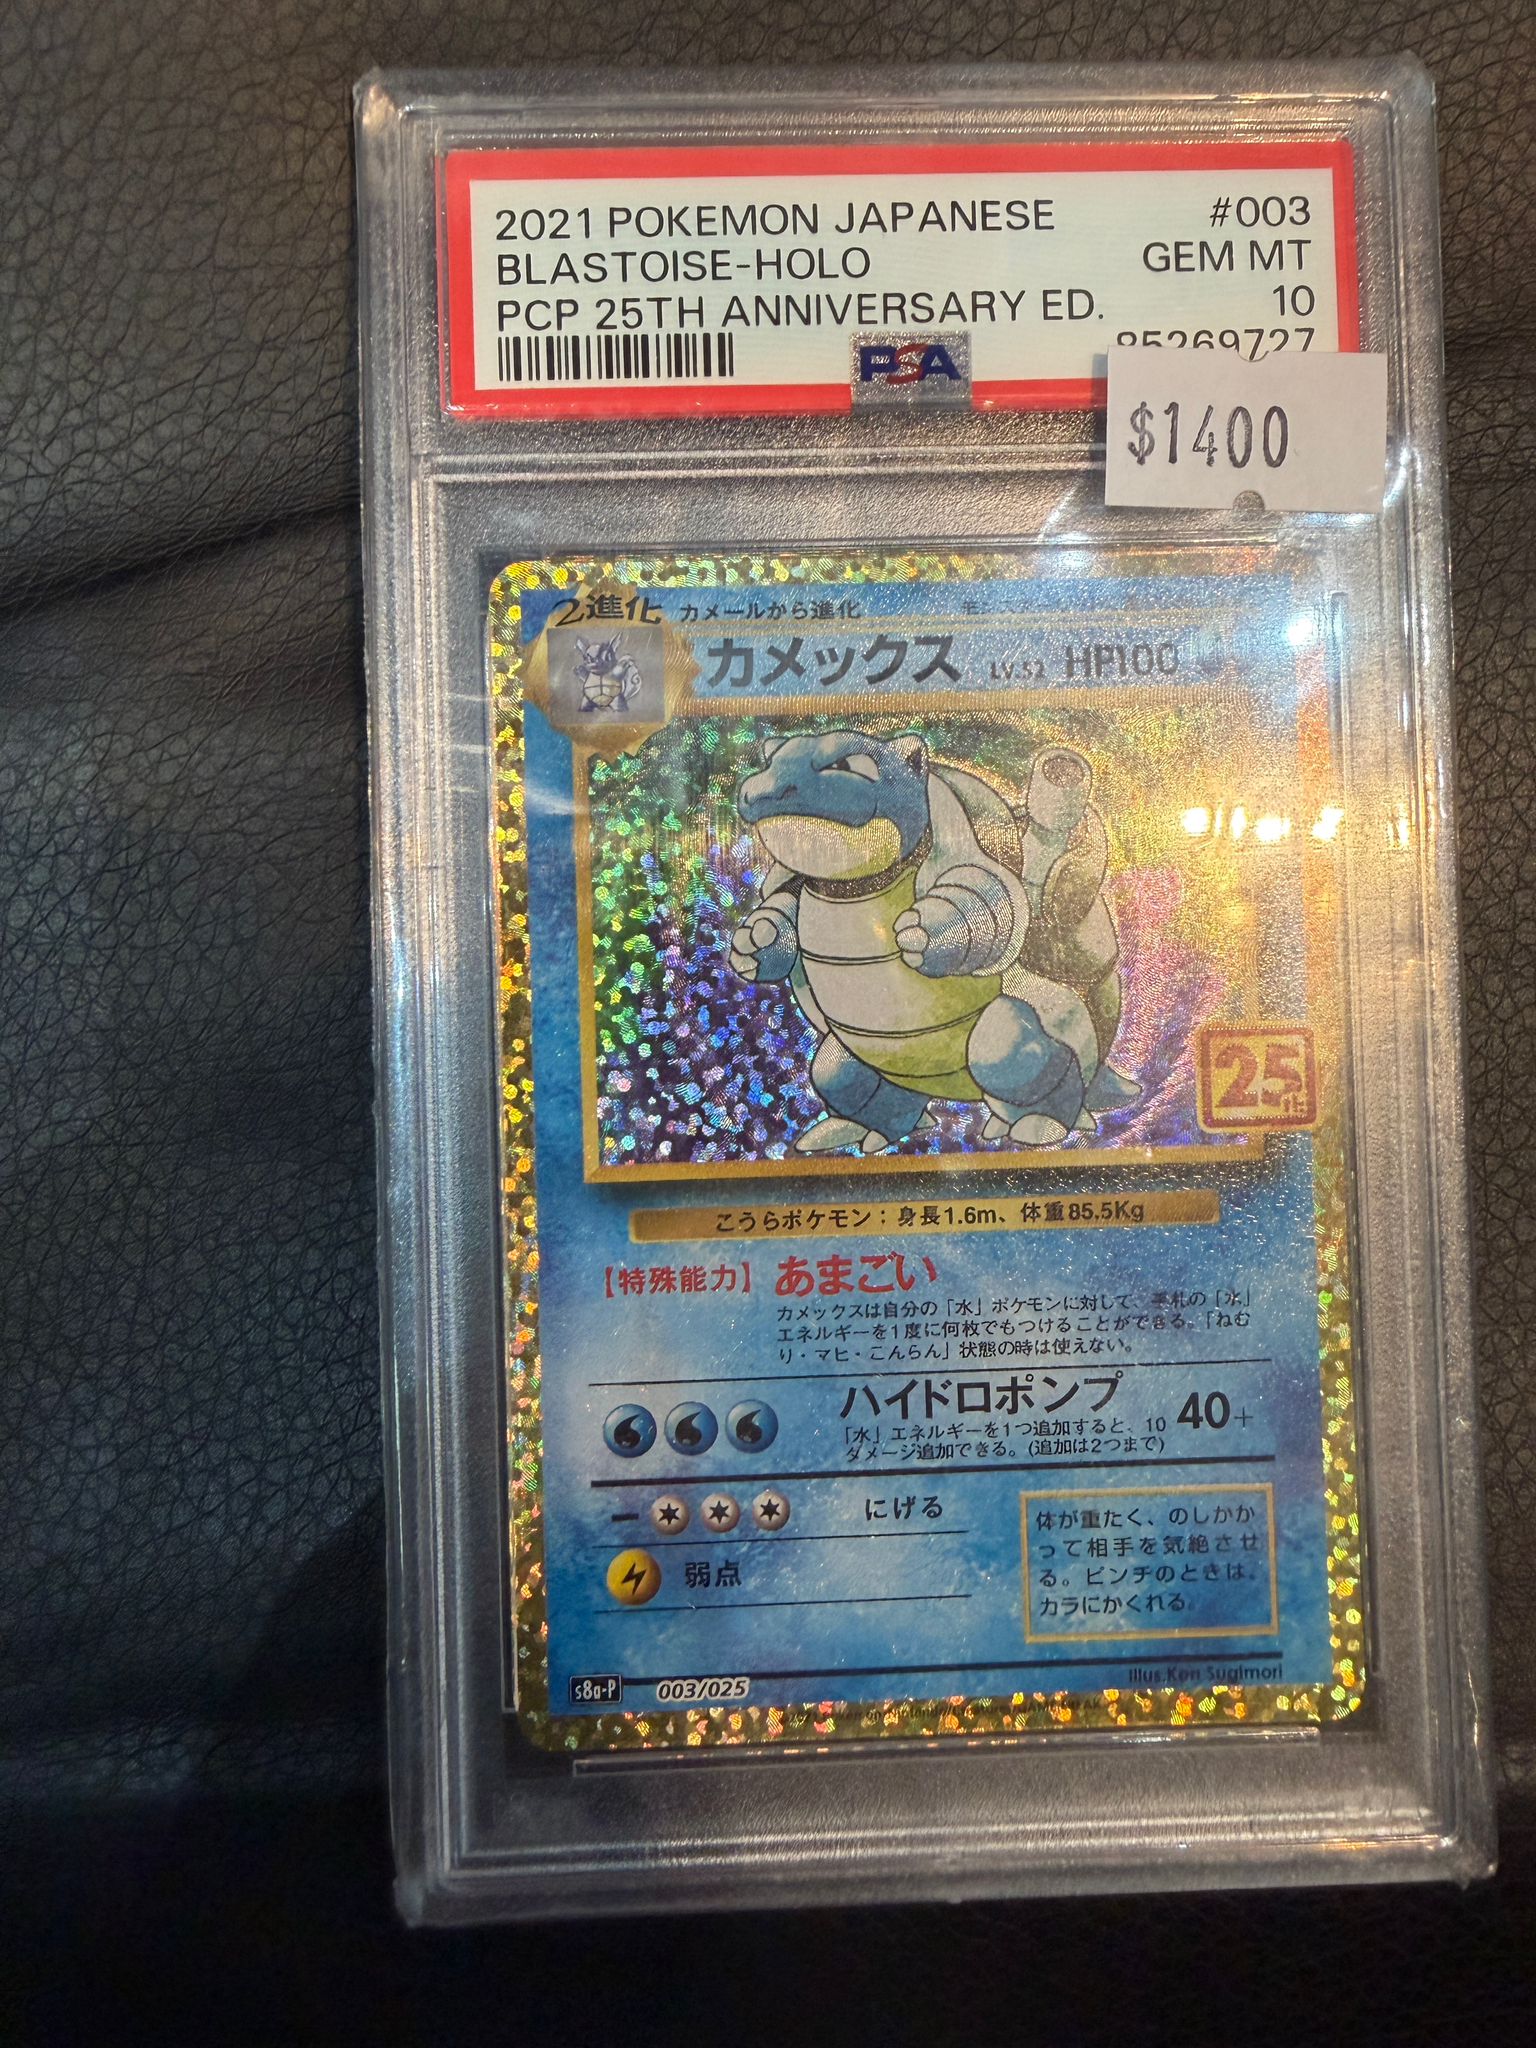 2021 POKEMON JAPANESE #003
BLASTOISE-HOLO GEM MT
PCP 25TH ANNIVERSARY ED. 10
85269727
PSA
$1400
2進化 カメールから進化
カメックス LV.52 HP100
25
こうらポケモン：身長1.6m、体重85.5Kg
【特殊能力】あまごい
カメックスは自分の「水」ポケモンに対して、手札の「水」
エネルギーを1度に何枚でもつけることができる。「ねむ
り・マヒ・こんらん」状態の時は使えない。
ハイドロポンプ 40+
「水」エネルギーを1つ追加すると、10
ダメージ追加できる。(追加は2つまで)
にげる
弱点
体が重たく、のしかか
って相手を気絶させ
る。ピンチのときは、
カラにかくれる。
Illus.Ken Sugimori
s8a-P 003/025